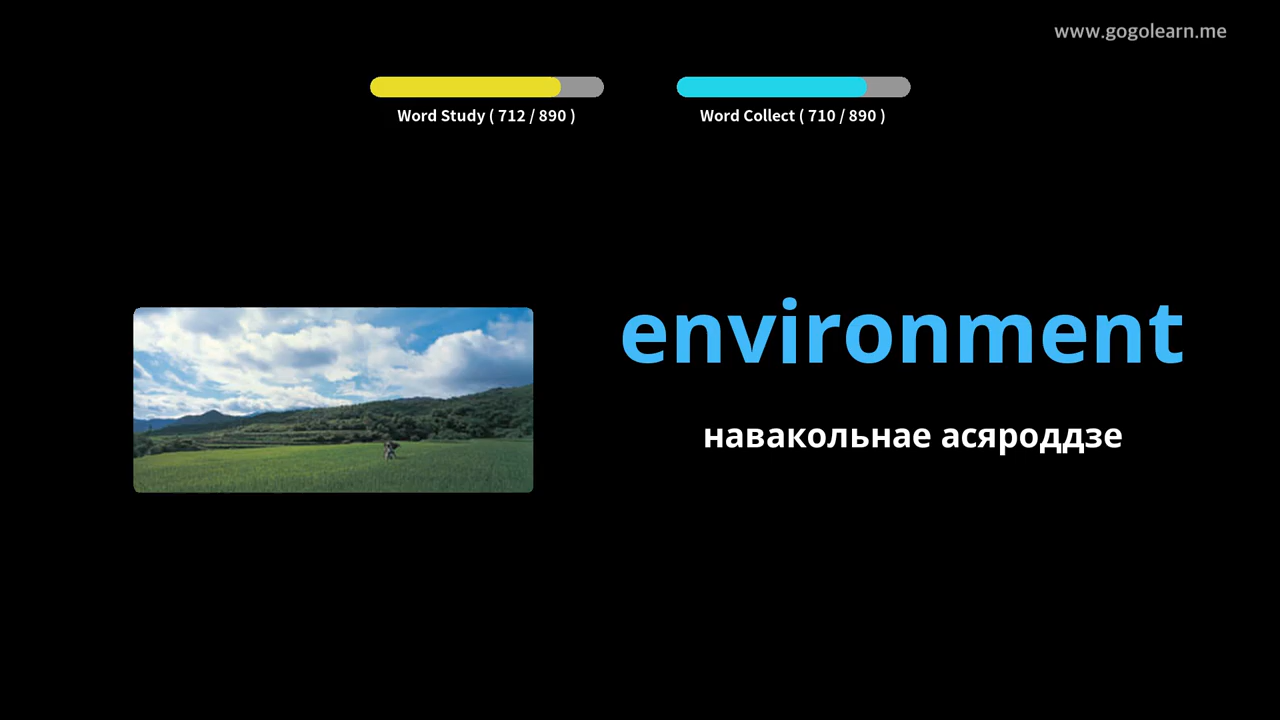 www.gogolearn.me
Word Study ( 712 / 890 )
Word Collect ( 710 / 890 )
environment
навакольнае асяроддзе